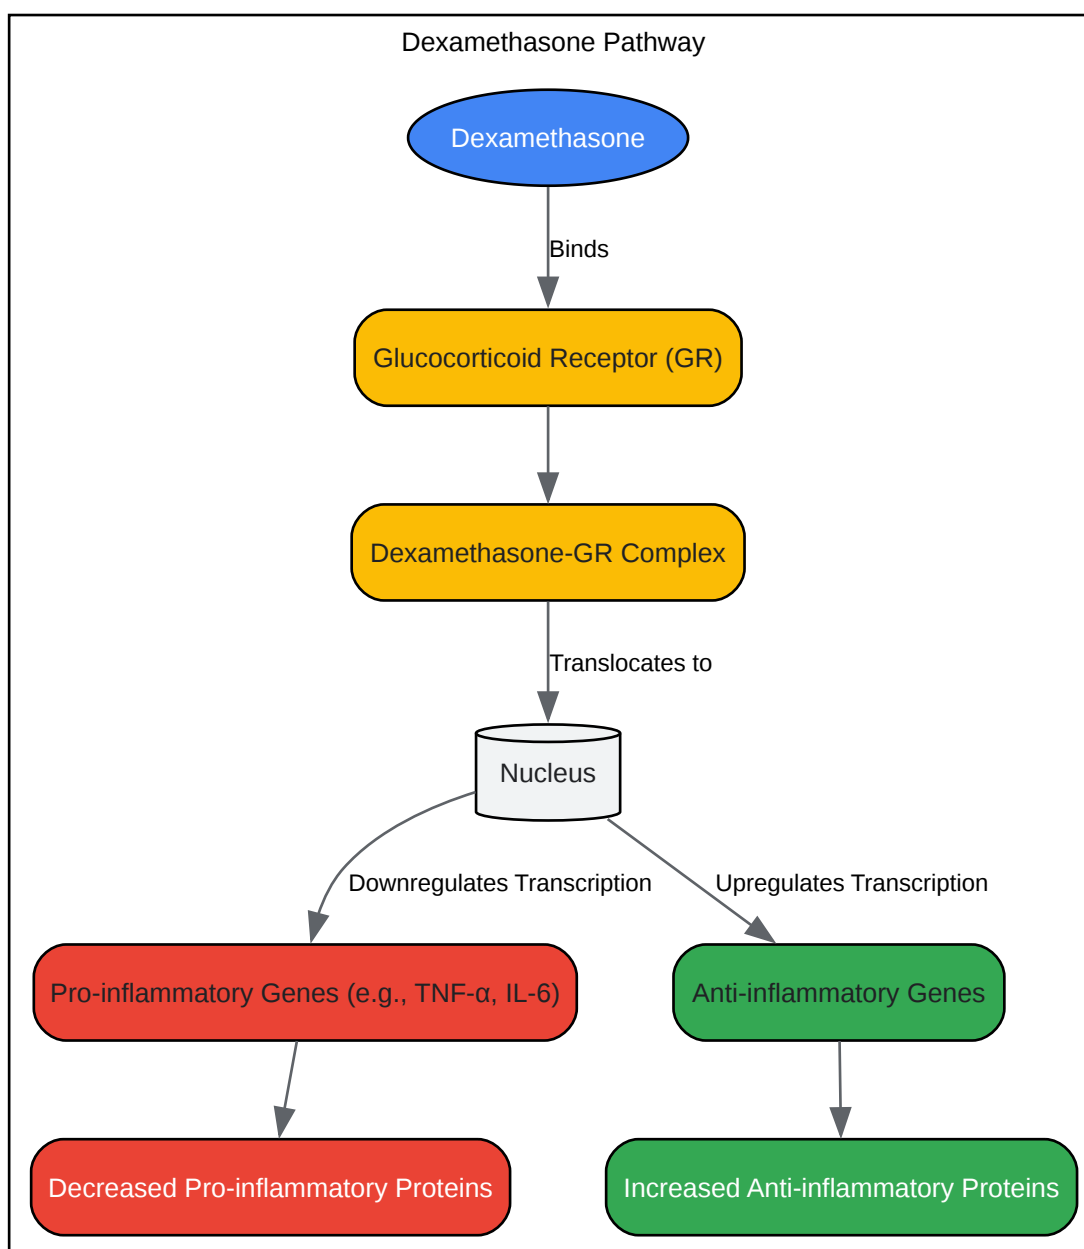 Dexamethasone Pathway
Dexamethasone
Binds
Glucocorticoid Receptor (GR)
Dexamethasone-GR Complex
Translocates to
Nucleus
Downregulates Transcription
Upregulates Transcription
Pro-inflammatory Genes (e.g., TNF-α, IL-6)
Anti-inflammatory Genes
Decreased Pro-inflammatory Proteins
Increased Anti-inflammatory Proteins